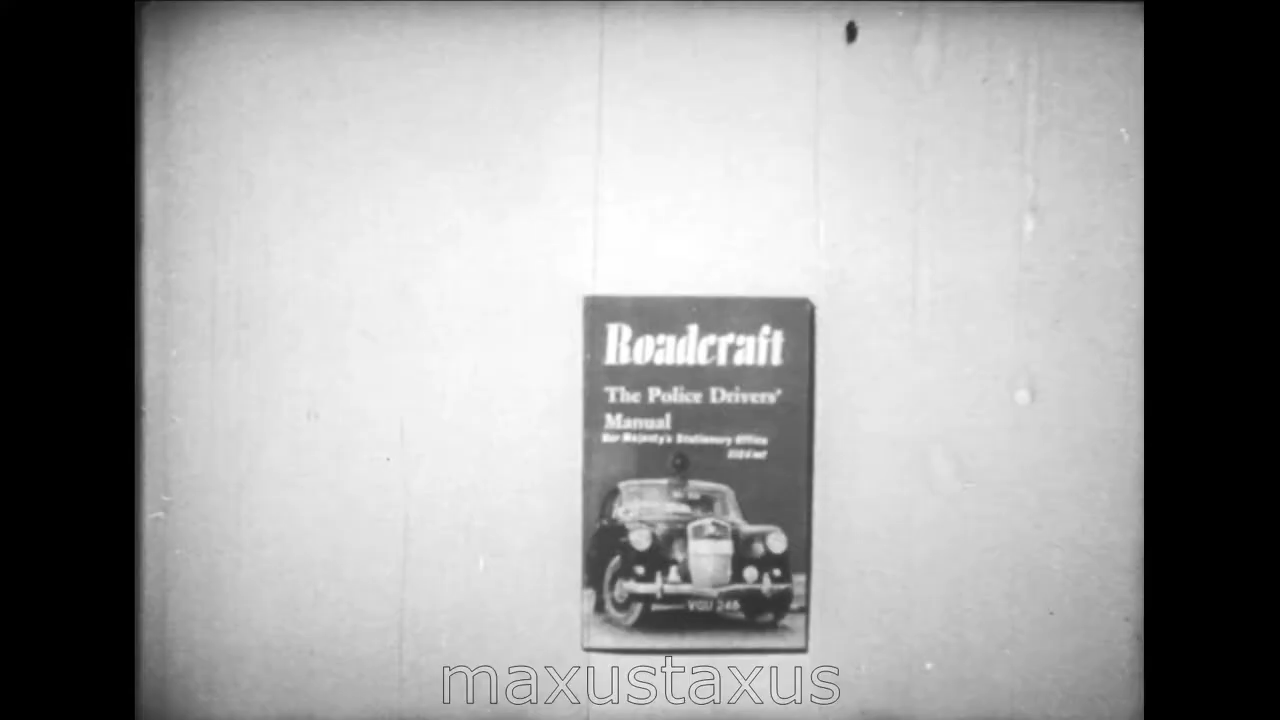 Roadcraft
The Police Drivers'
Manual
Her Majesty's Stationery Office
VGU 246
maxustaxus